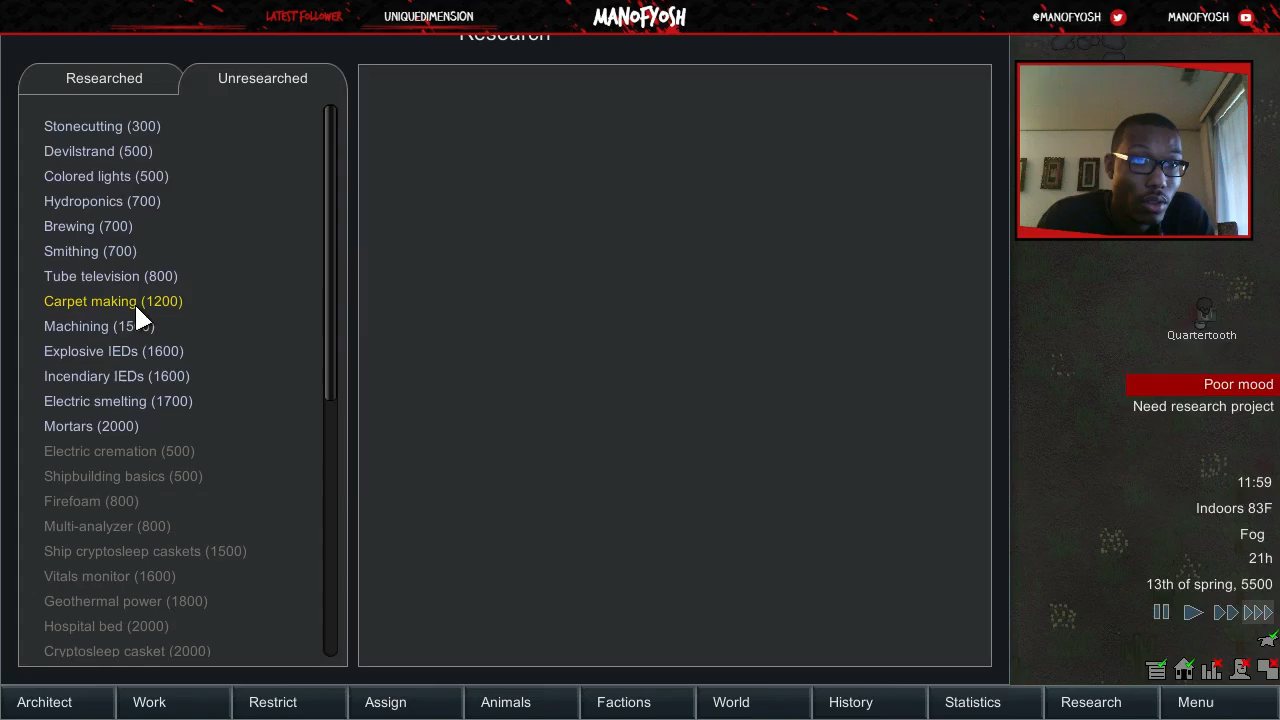 LATEST FOLLOWER
UNIQUEDIMENSION
MANOFYOSH
@MANOFYOSH
MANOFYOSH
Research
Researched
Unresearched
Stonecutting (300)
Devilstrand (500)
Colored lights (500)
Hydroponics (700)
Brewing (700)
Smithing (700)
Tube television (800)
Carpet making (1200)
Machining
Explosive IEDs (1600)
Incendiary IEDs (1600)
Electric smelting (1700)
Mortars (2000)
Electric cremation (500)
Shipbuilding basics (500)
Firefoam (800)
Multi-analyzer (800)
Ship cryptosleep caskets (1500)
Vitals monitor (1600)
Geothermal power (1800)
Hospital bed (2000)
Cryptosleep casket (2000)
Quartertooth
Poor mood
Need research project
11:59
Indoors 83F
Fog
21h
13th of spring, 5500
Architect
Work
Restrict
Assign
Animals
Factions
World
History
Statistics
Research
Menu